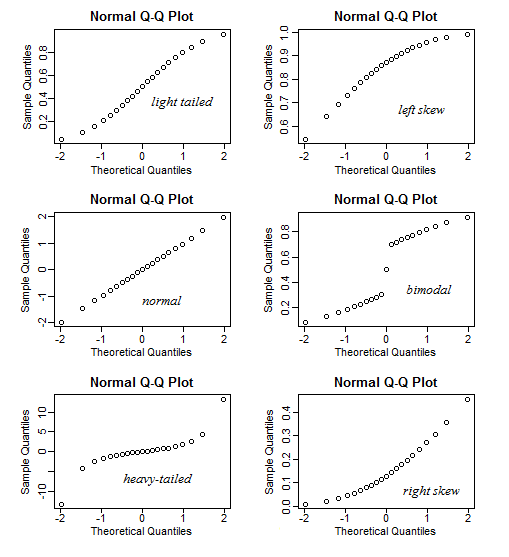 Normal Q-Q Plot
Sample Quantiles
0.2 0.4 0.6 0.8
light tailed
-2 -1 0 1 2
Theoretical Quantiles
Normal Q-Q Plot
Sample Quantiles
0.6 0.7 0.8 0.9 1.0
left skew
-2 -1 0 1 2
Theoretical Quantiles
Normal Q-Q Plot
Sample Quantiles
-2 -1 0 1 2
normal
-2 -1 0 1 2
Theoretical Quantiles
Normal Q-Q Plot
Sample Quantiles
0.2 0.4 0.6 0.8
bimodal
-2 -1 0 1 2
Theoretical Quantiles
Normal Q-Q Plot
Sample Quantiles
-10 0 5 10
heavy-tailed
-2 -1 0 1 2
Theoretical Quantiles
Normal Q-Q Plot
Sample Quantiles
0.0 0.1 0.2 0.3 0.4
right skew
-2 -1 0 1 2
Theoretical Quantiles